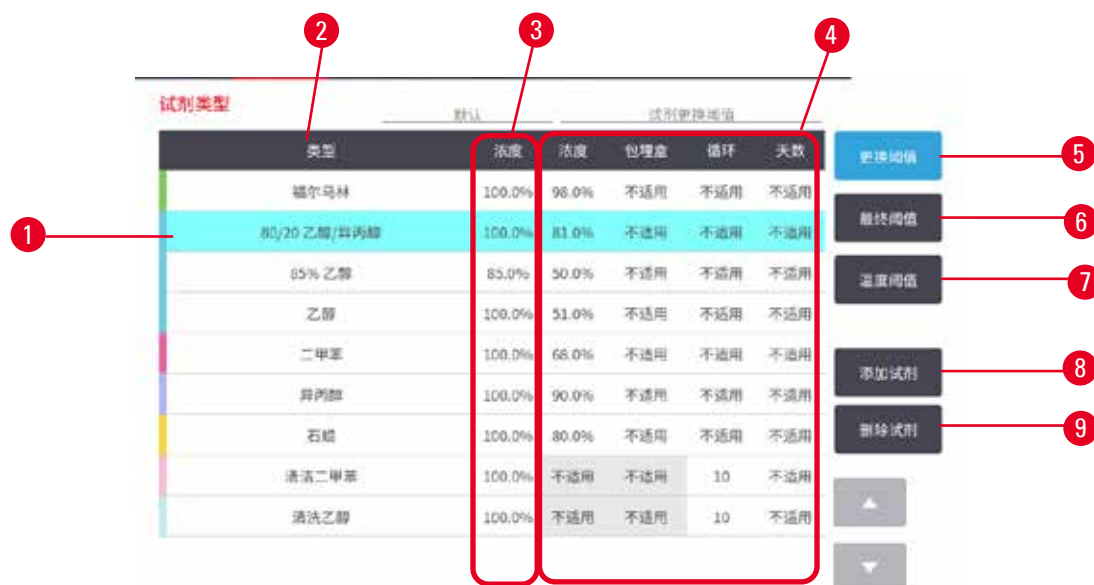 2 3 4
试剂类型
默认 试剂更换阈值
类型 浓度 浓度 包埋盒 循环 天数 更换阈值 5
福尔马林 100.0% 98.0% 不适用 不适用 不适用
最终阈值 6
1 80/20 乙醇/异丙醇 100.0% 81.0% 不适用 不适用 不适用
85% 乙醇 85.0% 50.0% 不适用 不适用 不适用 温度阈值 7
乙醇 100.0% 51.0% 不适用 不适用 不适用
二甲苯 100.0% 68.0% 不适用 不适用 不适用
添加试剂 8
异丙醇 100.0% 90.0% 不适用 不适用 不适用
石蜡 100.0% 80.0% 不适用 不适用 不适用 删除试剂 9
清洁二甲苯 100.0% 不适用 不适用 10 不适用
清洗乙醇 100.0% 不适用 不适用 10 不适用